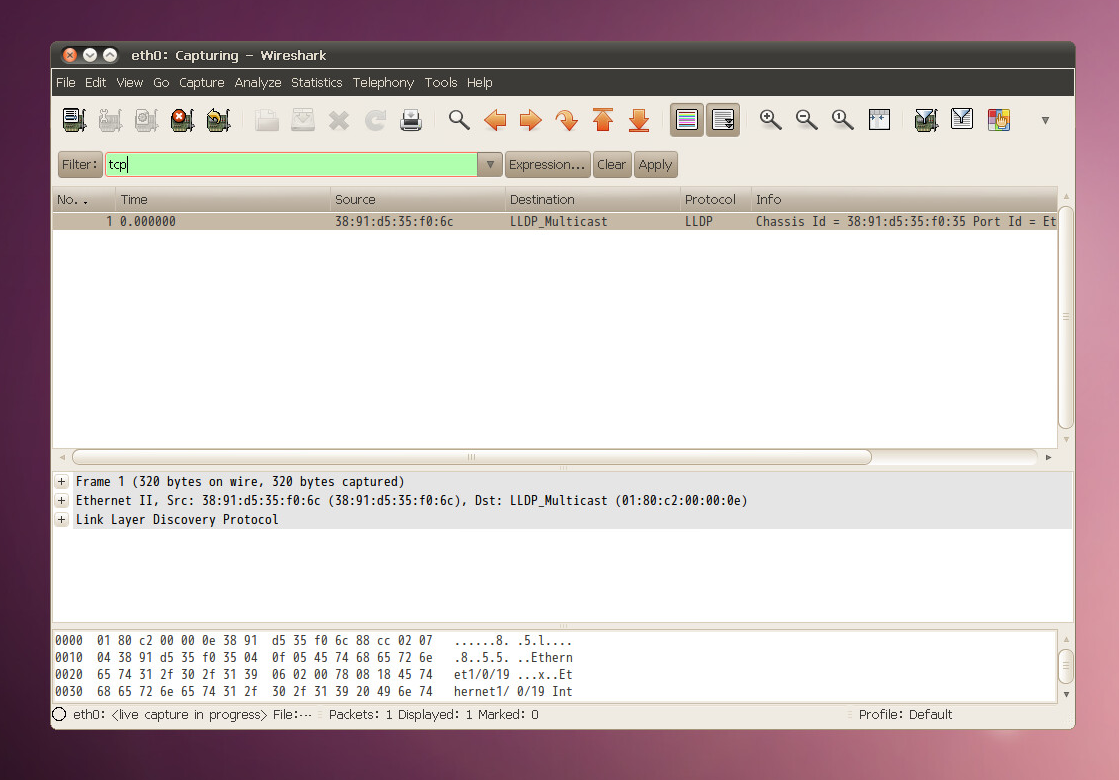 eth0: Capturing - Wireshark
File Edit View Go Capture Analyze Statistics Telephony Tools Help
Filter: tcp Expression... Clear Apply
No. . Time Source Destination Protocol Info
1 0.000000 38:91:d5:35:f0:6c LLDP_Multicast LLDP Chassis Id = 38:91:d5:35:f0:35 Port Id = Et
Frame 1 (320 bytes on wire, 320 bytes captured)
Ethernet II, Src: 38:91:d5:35:f0:6c (38:91:d5:35:f0:6c), Dst: LLDP_Multicast (01:80:c2:00:00:0e)
Link Layer Discovery Protocol
0000 01 80 c2 00 00 0e 38 91 d5 35 f0 6c 88 cc 02 07 ......8. .5.l....
0010 04 38 91 d5 35 f0 35 04 0f 05 45 74 68 65 72 6e .8..5.5. ..Ethern
0020 65 74 31 2f 30 2f 31 39 06 02 00 78 08 18 45 74 et1/0/19 ...x..Et
0030 68 65 72 6e 65 74 31 2f 30 2f 31 39 20 49 6e 74 hernet1/ 0/19 Int
eth0: <live capture in progress> File:... Packets: 1 Displayed: 1 Marked: 0 Profile: Default